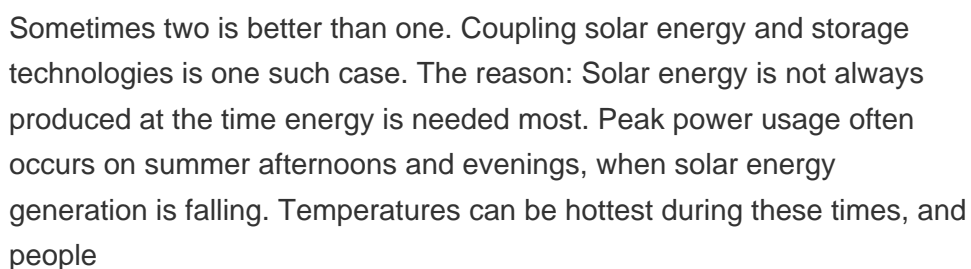 Sometimes two is better than one. Coupling solar energy and storage
technologies is one such case. The reason: Solar energy is not always
produced at the time energy is needed most. Peak power usage often
occurs on summer afternoons and evenings, when solar energy
generation is falling. Temperatures can be hottest during these times, and
people